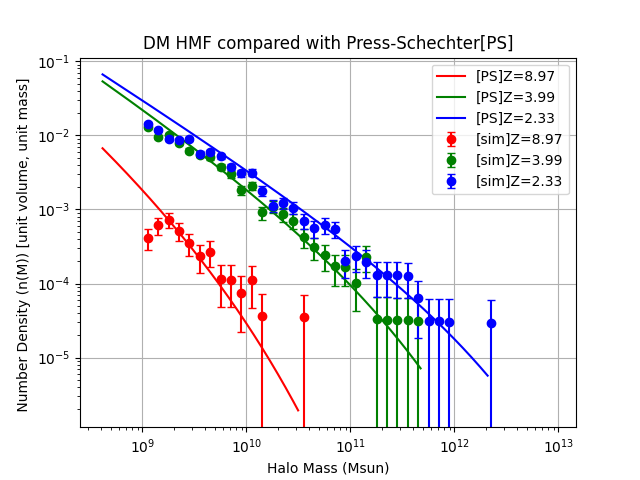 DM HMF compared with Press-Schechter[PS]
Number Density (n(M)) [unit volume, unit mass]
10⁻¹
10⁻²
10⁻³
10⁻⁴
10⁻⁵
[PS]Z=8.97
[PS]Z=3.99
[PS]Z=2.33
[sim]Z=8.97
[sim]Z=3.99
[sim]Z=2.33
10⁹ 10¹⁰ 10¹¹ 10¹² 10¹³
Halo Mass (Msun)